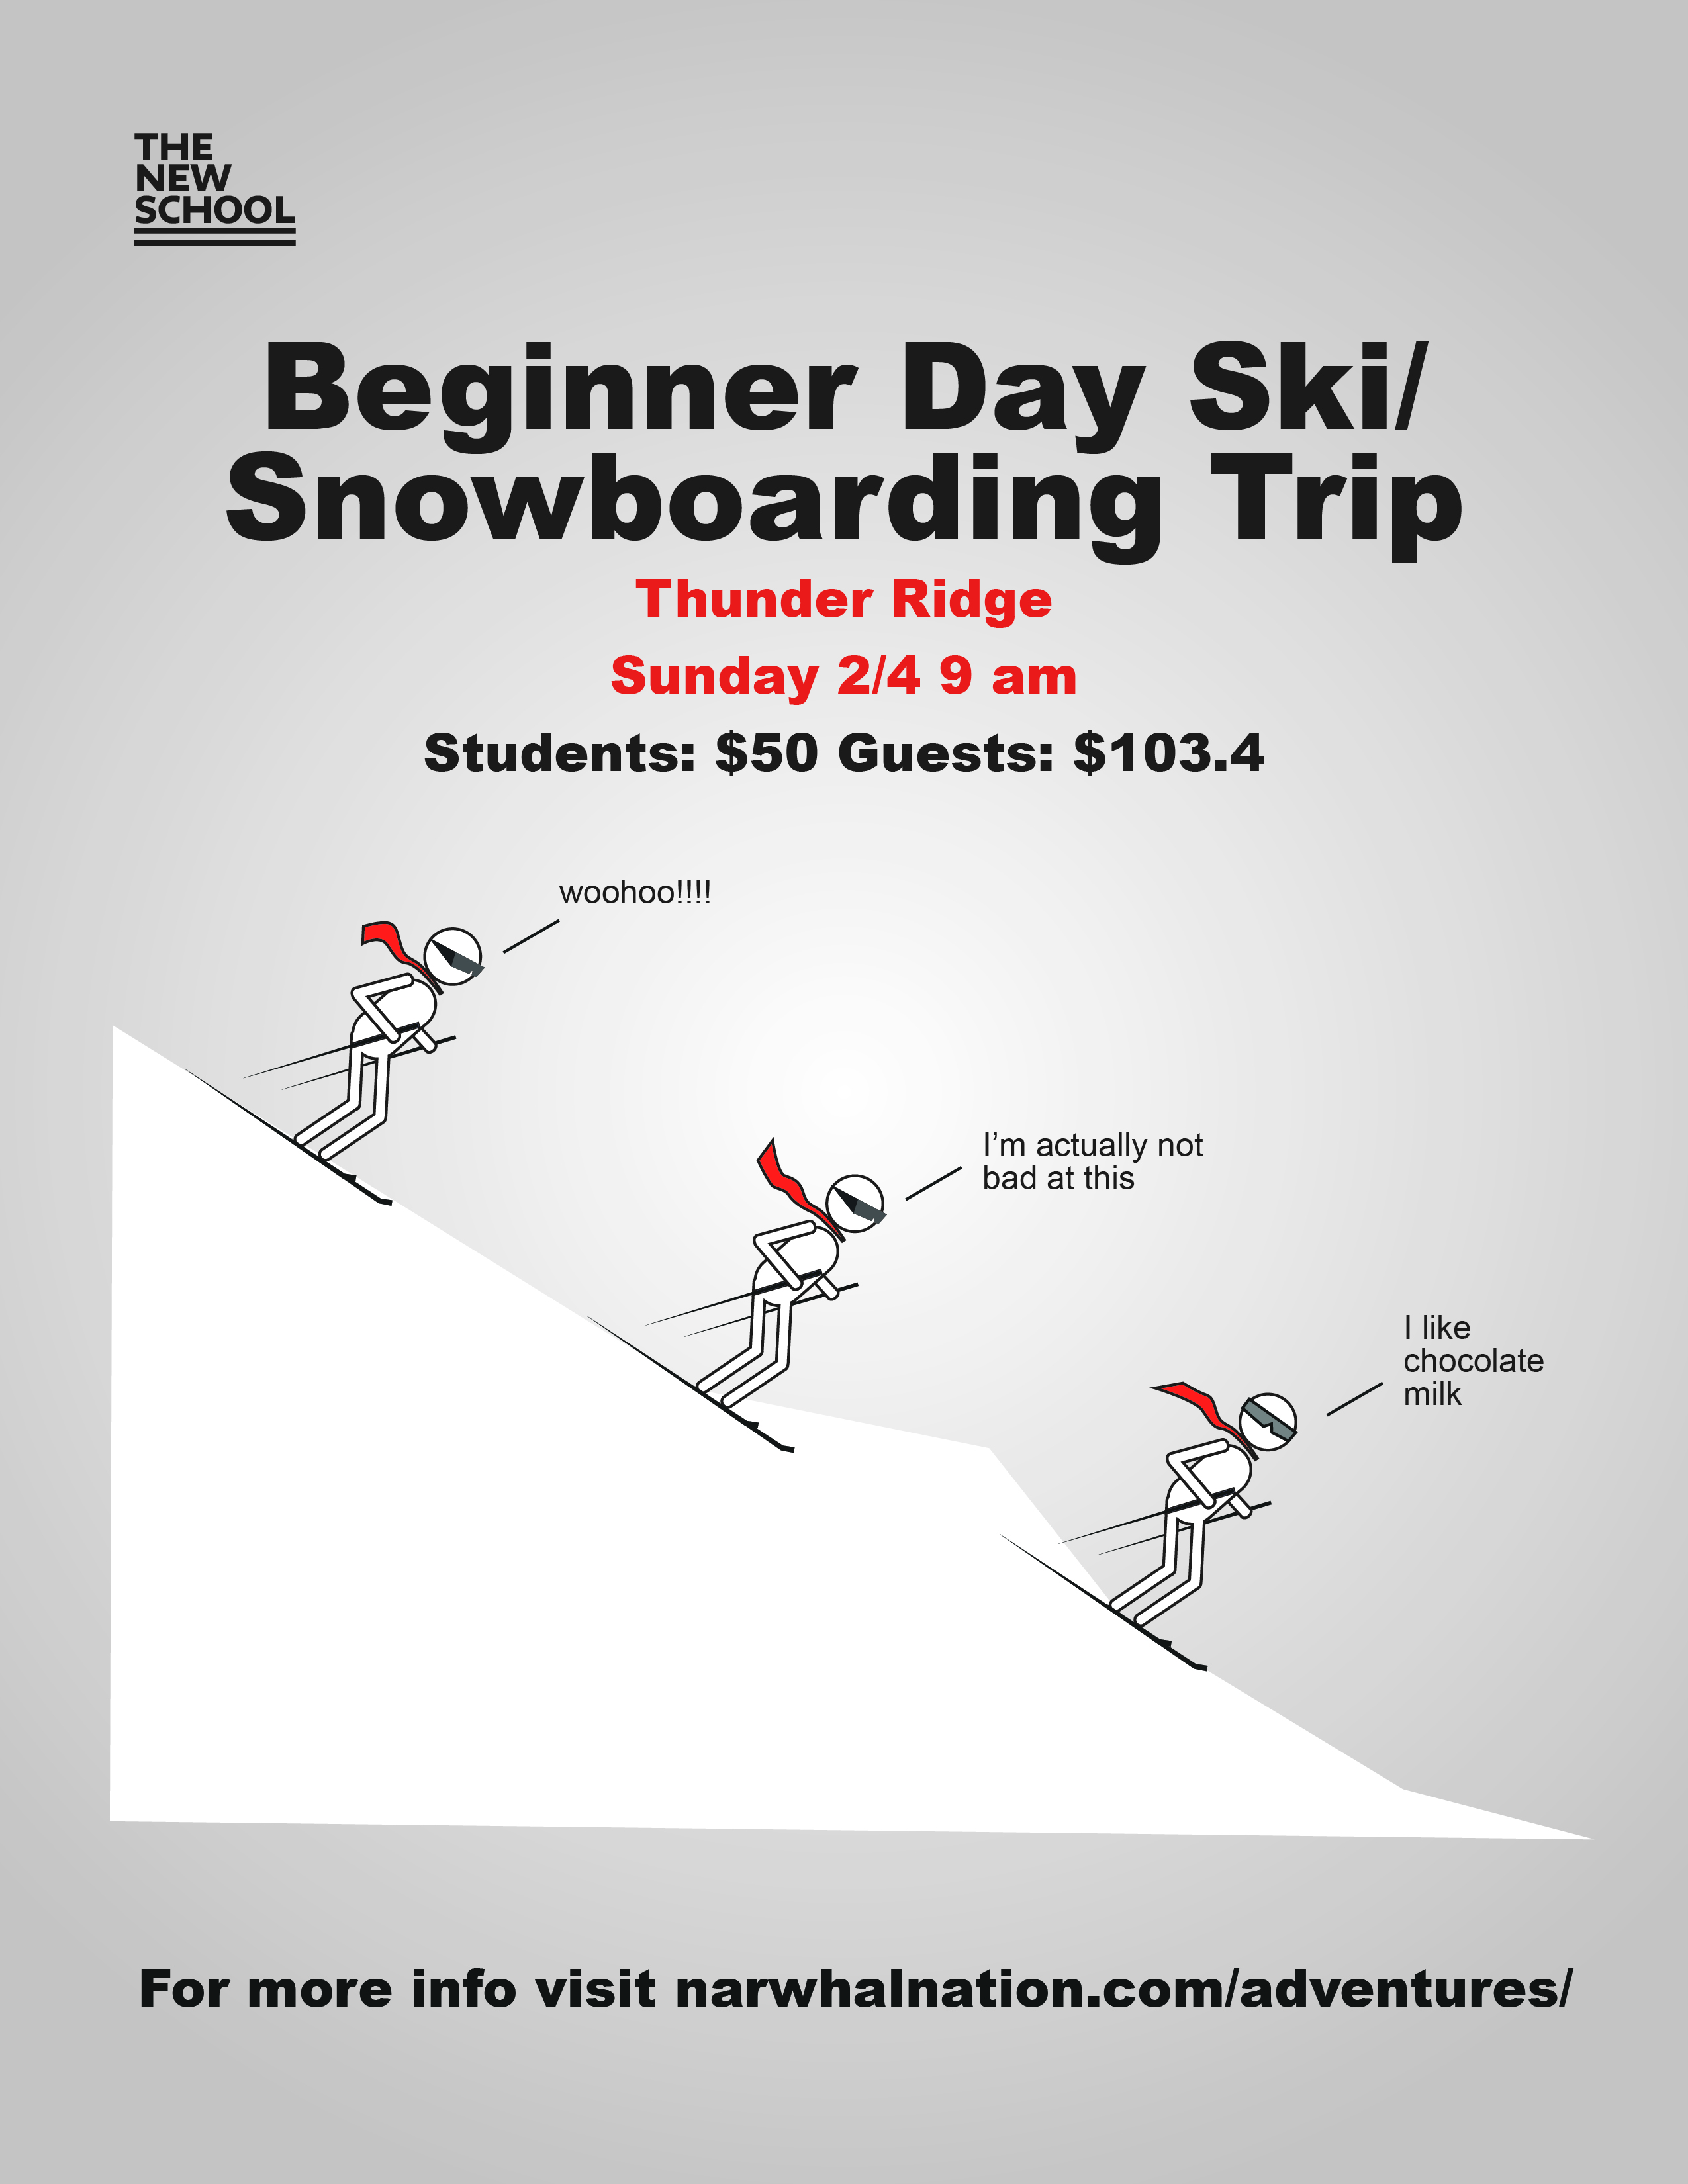 THE
NEW
SCHOOL
Beginner Day Ski/
Snowboarding Trip
Thunder Ridge
Sunday 2/4 9 am
Students: $50 Guests: $103.4
woohoo!!!!
I’m actually not
bad at this
I like
chocolate
milk
For more info visit narwhalnation.com/adventures/